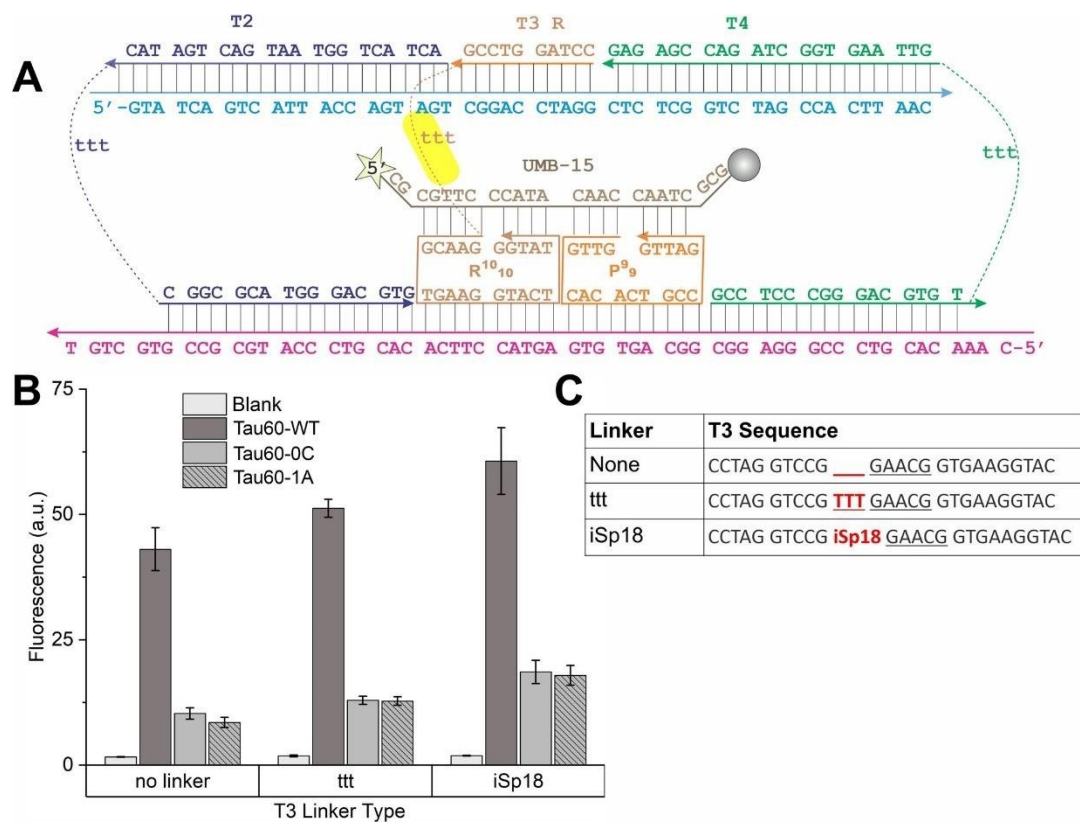 T2 T3 R T4
CAT AGT CAG TAA TGG TCA TCA GCCTG GATCC GAG AGC CAG ATC GGT GAA TTG
A
5'-GTA TCA GTC ATT ACC AGT AGT CGGAC CTAGG CTC TCG GTC TAG CCA CTT AAC
ttt ttt ttt
UMB-15
5' CG CGTTC CCATA CAAC CAATC GCG
GCAAG GGTAT GTTG GTTAG
R¹⁰₁₀ P⁹₉
C GGC GCA TGG GAC GTG TGAAG GTACT CAC ACT GCC GCC TCC CGG GAC GTG T
T GTC GTG CCG CGT ACC CTG CAC ACTTC CATGA GTG TGA CGG CGG AGG GCC CTG CAC AAA C-5'
B
75
50
25
0
Fluorescence (a.u.)
Blank
Tau60-WT
Tau60-0C
Tau60-1A
no linker ttt iSp18
T3 Linker Type
C
Linker T3 Sequence
None CCTAG GTCCG ___ GAACG GTGAAGGTAC
ttt CCTAG GTCCG TTT GAACG GTGAAGGTAC
iSp18 CCTAG GTCCG iSp18 GAACG GTGAAGGTAC